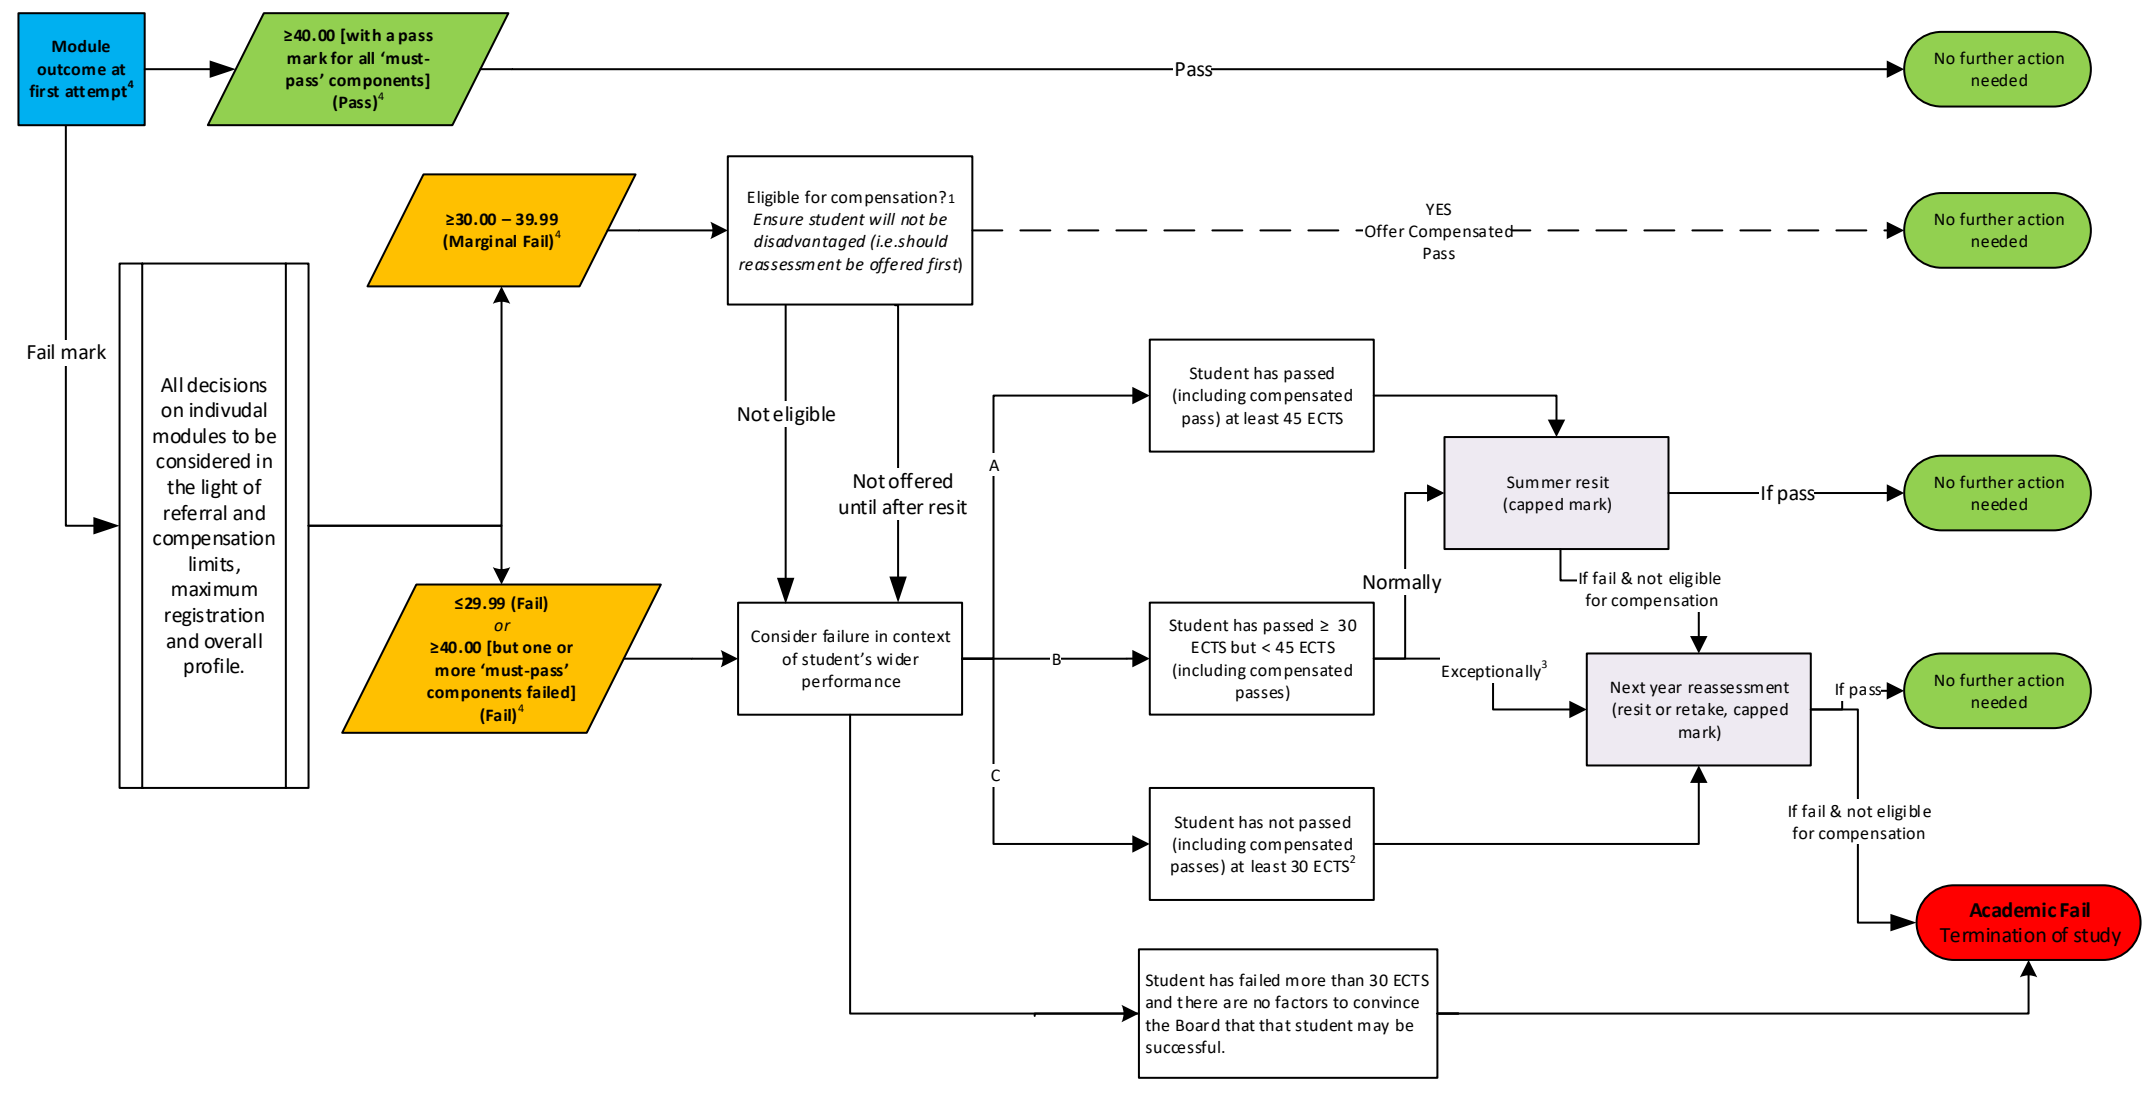 Module
outcome at
first attempt4
≥40.00 [with a pass
mark for all ‘must-
pass’ components]
(Pass)4
Pass
No further action
needed
≥30.00 – 39.99
(Marginal Fail)4
Eligible for compensation?1
Ensure student will not be
disadvantaged (i.e.should
reassessment be offered first)
YES
Offer Compensated
Pass
No further action
needed
Fail mark
All decisions
on indivudal
modules to be
considered in
the light of
referral and
compensation
limits,
maximum
registration
and overall
profile.
Not eligible
Not offered
until after resit
A
Student has passed
(including compensated
pass) at least 45 ECTS
Summer resit
(capped mark)
If pass
No further action
needed
If fail & not eligible
for compensation
Normally
≤29.99 (Fail)
or
≥40.00 [but one or
more ‘must-pass’
components failed]
(Fail)4
Consider failure in context
of student’s wider
performance
B
Student has passed ≥ 30
ECTS but < 45 ECTS
(including compensated
passes)
Exceptionally3
Next year reassessment
(resit or retake, capped
mark)
If pass
No further action
needed
C
Student has not passed
(including compensated
passes) at least 30 ECTS2
If fail & not eligible
for compensation
Academic Fail
Termination of study
Student has failed more than 30 ECTS
and there are no factors to convince
the Board that that student may be
successful.